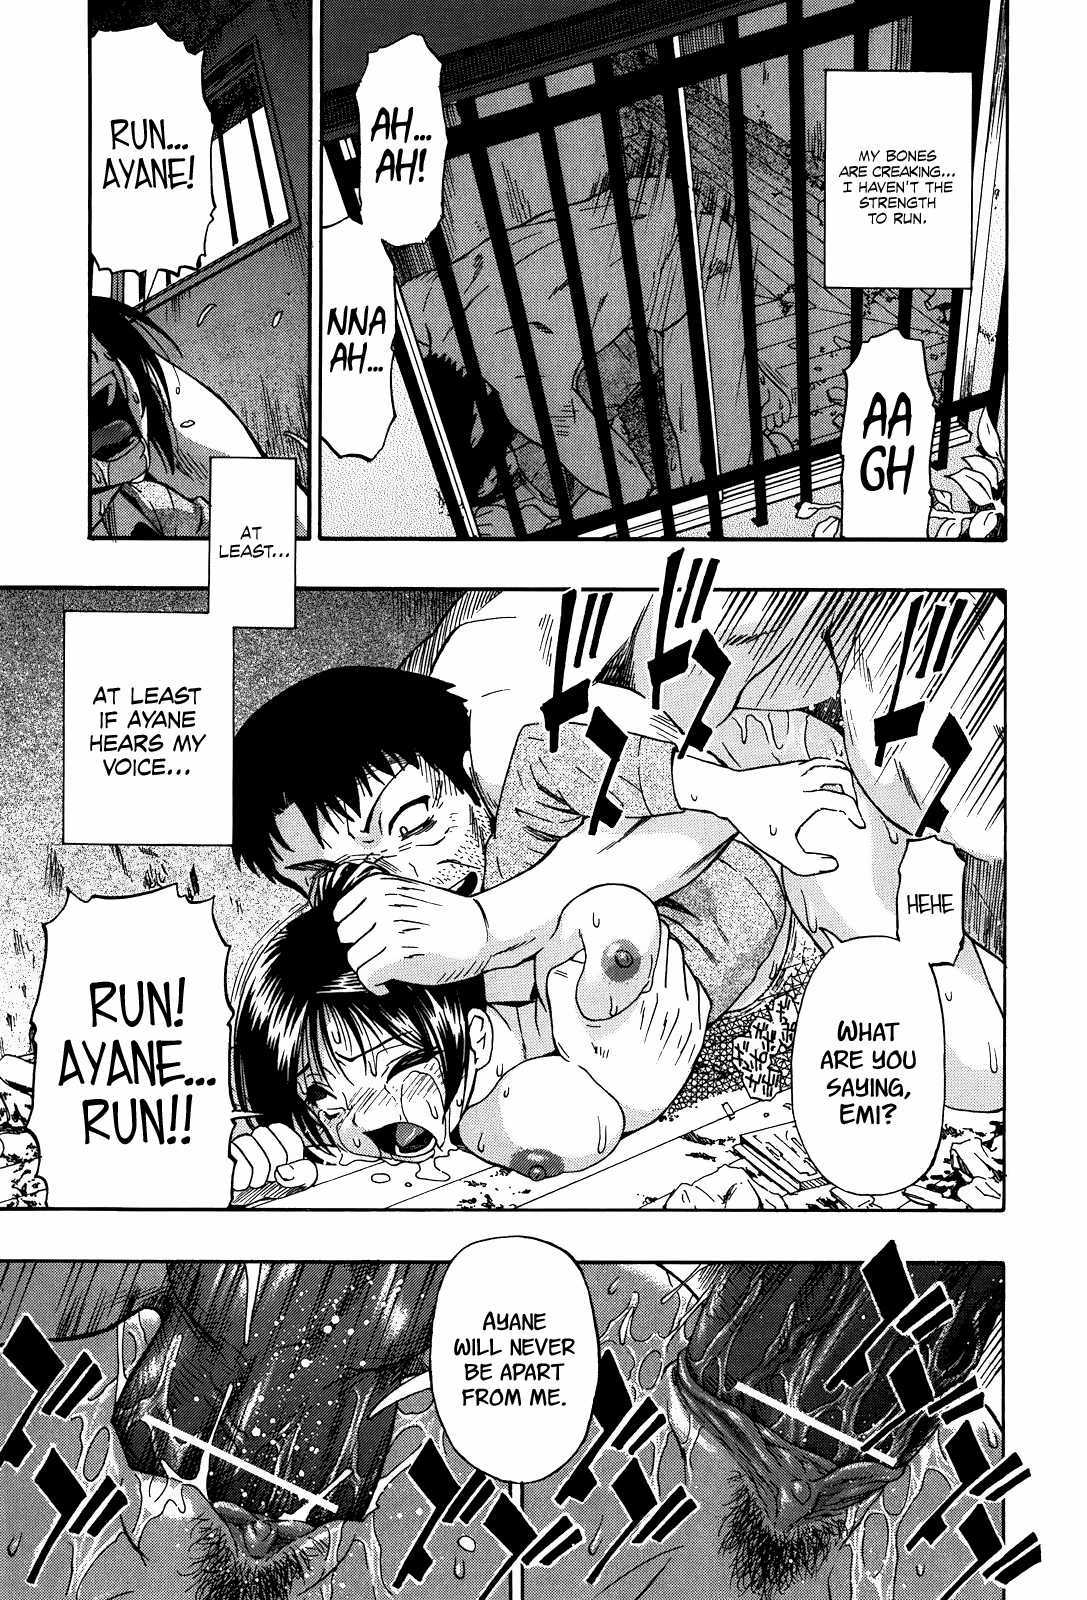 MY BONES
ARE CREAKING...
I HAVEN'T THE
STRENGTH
TO RUN.
AA
GH
AH...
AH!
NNA
AH...
RUN...
AYANE!
AT
LEAST...
AT LEAST
IF AYANE
HEARS MY
VOICE...
HEHE
WHAT
ARE YOU
SAYING,
EMI?
RUN!
AYANE...
RUN!!
AYANE
WILL NEVER
BE APART
FROM ME.